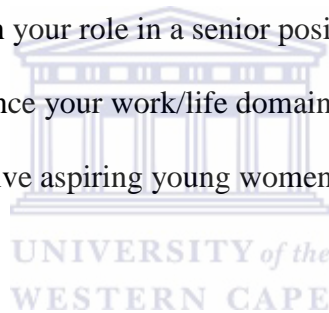 n your role in a senior posi
nce your work/life domain
ve aspiring young women
UNIVERSITY of the
WESTERN CAPE